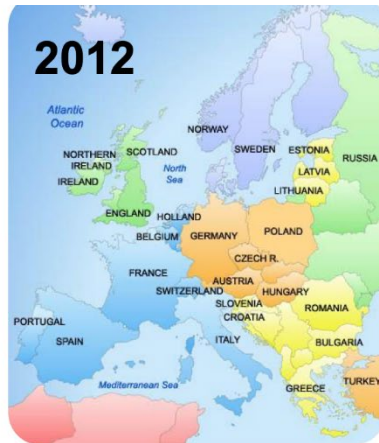 2012
Atlantic
Ocean
NORWAY
SWEDEN
ESTONIA
RUSSIA
LATVIA
LITHUANIA
SCOTLAND
NORTHERN
IRELAND
IRELAND
North
Sea
ENGLAND
HOLLAND
BELGIUM
GERMANY
POLAND
CZECH R.
FRANCE
AUSTRIA
SWITZERLAND
HUNGARY
SLOVENIA
CROATIA
ROMANIA
PORTUGAL
SPAIN
ITALY
BULGARIA
Mediterranean Sea
GREECE
TURKEY